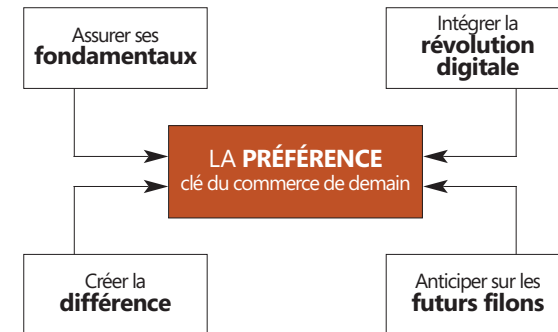 Assurer ses
fondamentaux
Intégrer la
révolution
digitale
LA PRÉFÉRENCE
clé du commerce de demain
Créer la
différence
Anticiper sur les
futurs filons